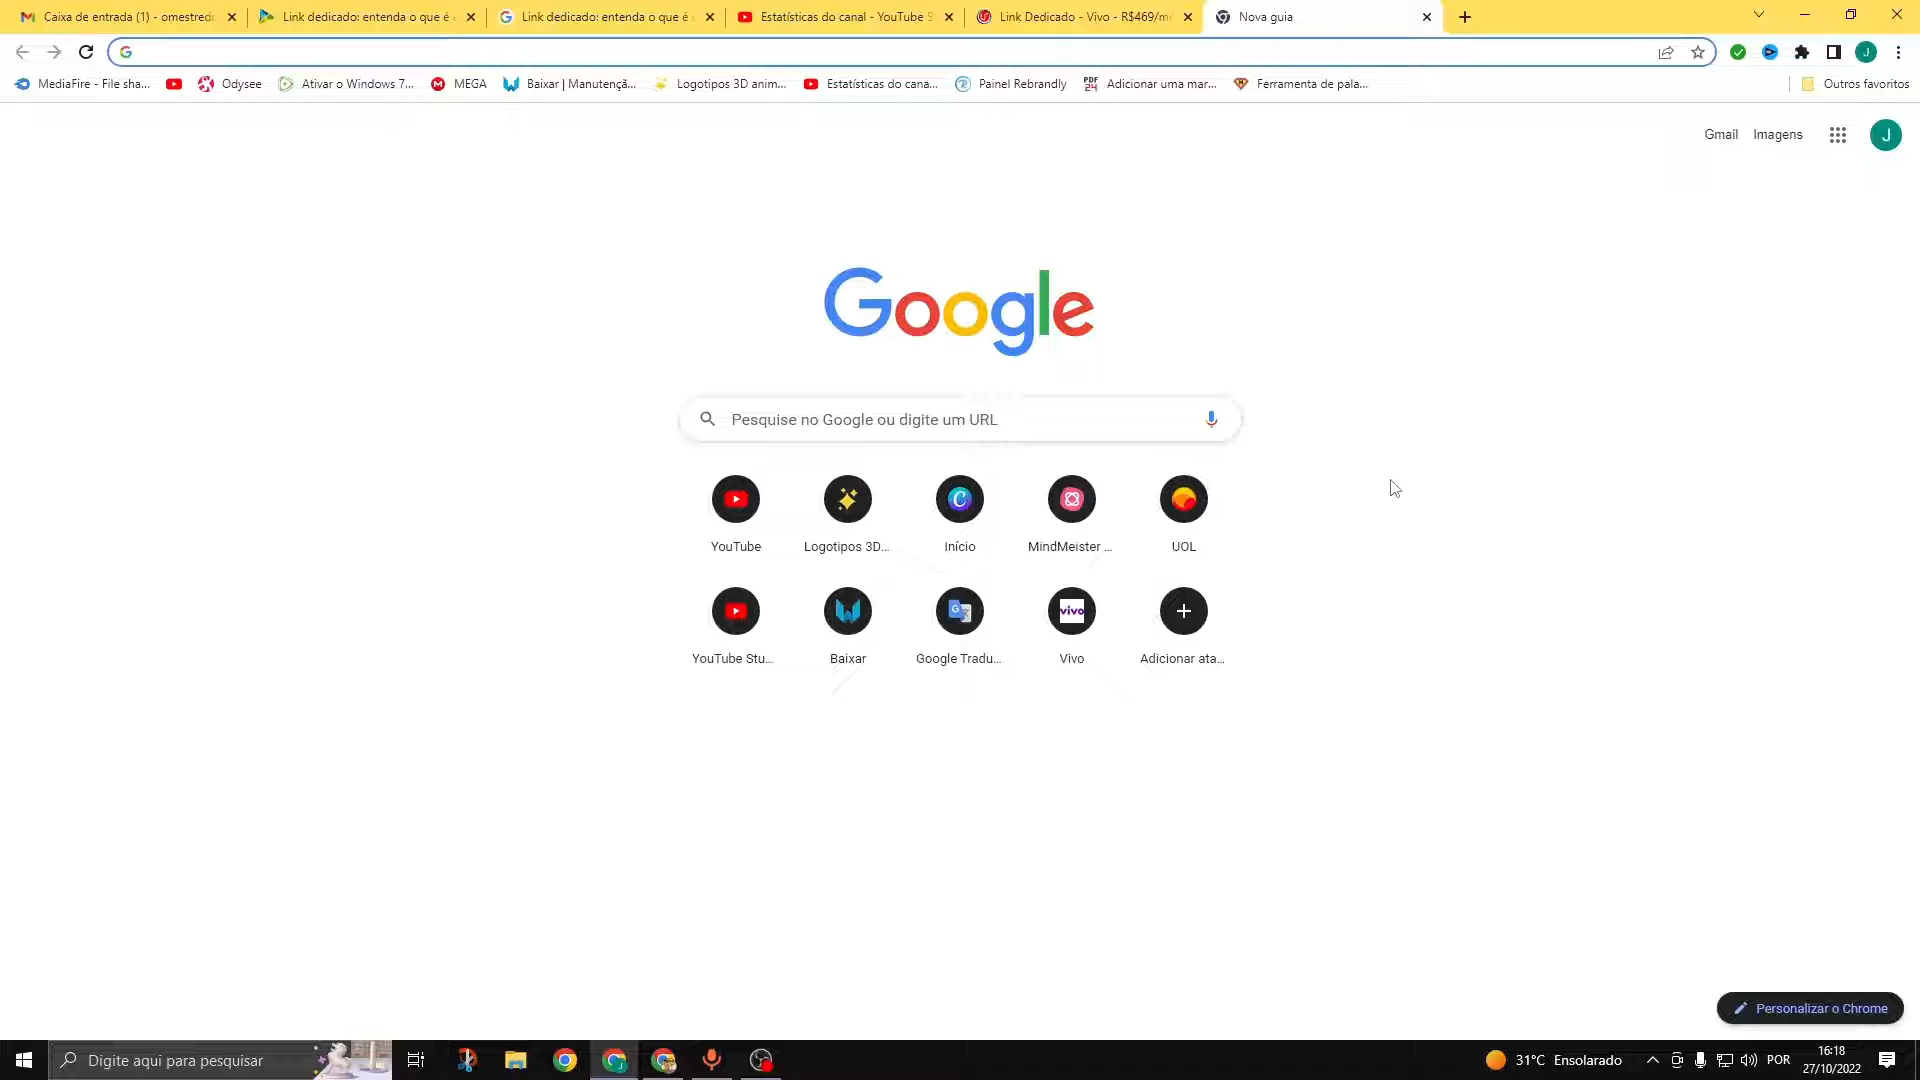 Caixa de entrada (1) - omestred
Link dedicado: entenda o que é
Link dedicado: entenda o que é
Estatísticas do canal - YouTube S
Link Dedicado - Vivo - R$469/m
Nova guia
MediaFire - File sha...
Odysee
Ativar o Windows 7...
MEGA
Baixar | Manutençã...
Logotipos 3D anim...
Estatísticas do cana...
Painel Rebrandly
PDF 24
Adicionar uma mar...
Ferramenta de pala...
Outros favoritos
Gmail
Imagens
J
Google
Pesquise no Google ou digite um URL
YouTube
Logotipos 3D...
Início
MindMeister ...
UOL
vivo
YouTube Stu...
Baixar
Google Tradu...
Vivo
Adicionar ata...
Personalizar o Chrome
Digite aqui para pesquisar
31°C Ensolarado
POR
16:18
27/10/2022